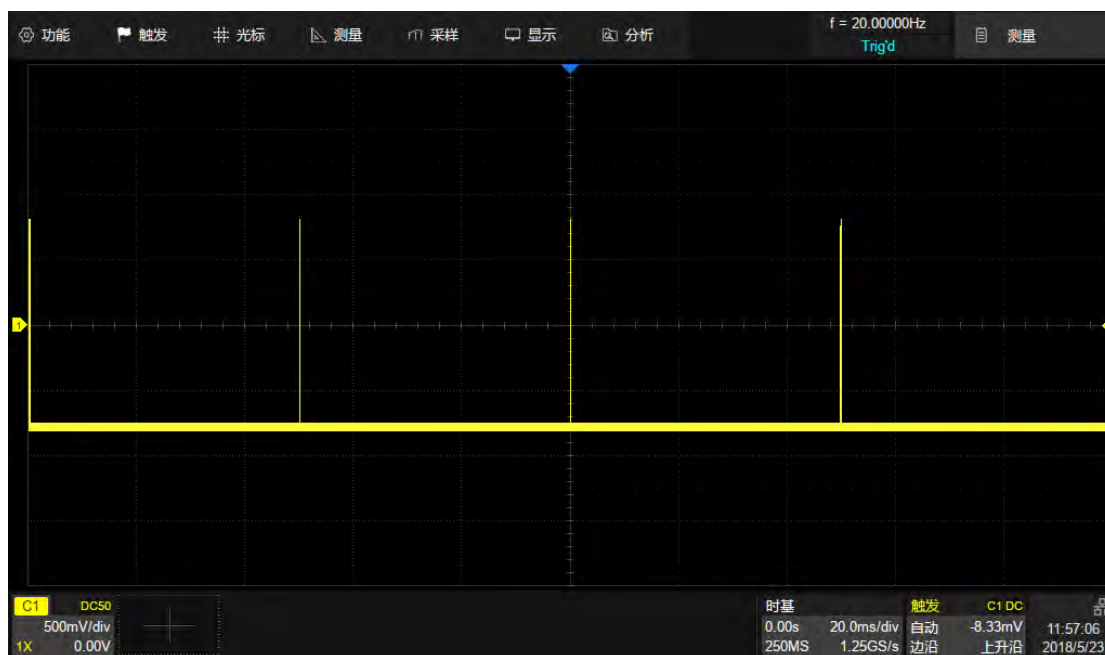 功能 触发 光标 测量 采样 显示 分析 f = 20.00000Hz 测量
Trig'd
1
C1 DC50 时基 触发 C1 DC
500mV/div 0.00s 20.0ms/div 自动 -8.33mV 11:57:06
1X 0.00V 250MS 1.25GS/s 边沿 上升沿 2018/5/23